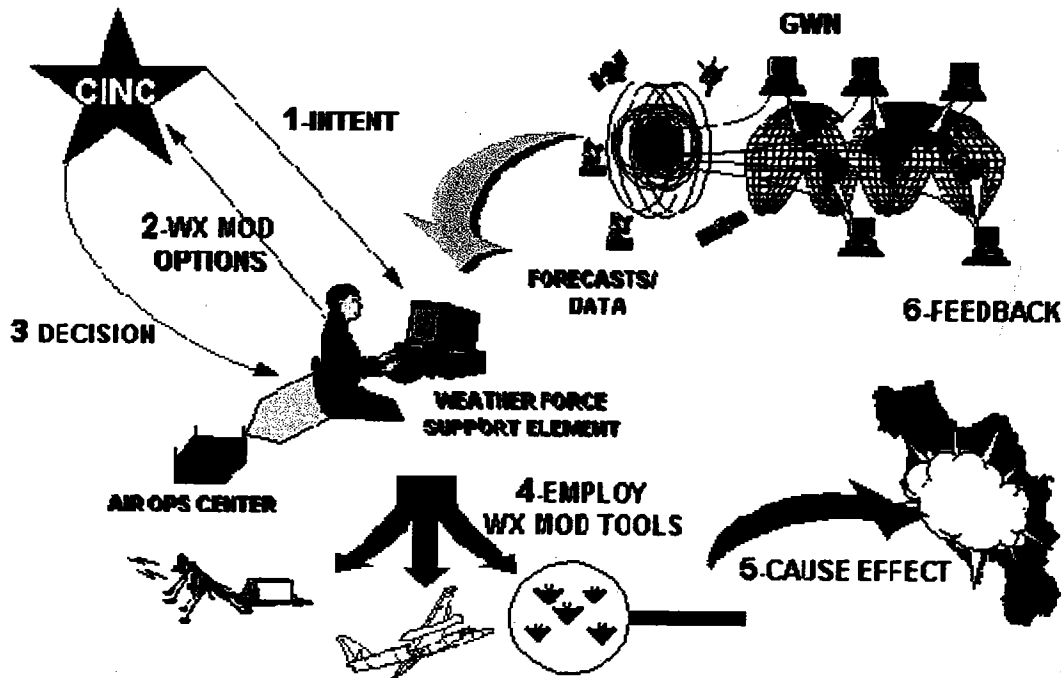 CINC
1-INTENT
2-WX MOD
OPTIONS
3 DECISION
GWN
FORECASTS/
DATA
6-FEEDBACK
WEATHER FORCE
SUPPORT ELEMENT
AIR OPS CENTER
4-EMPLOY
WX MOD TOOLS
5-CAUSE EFFECT